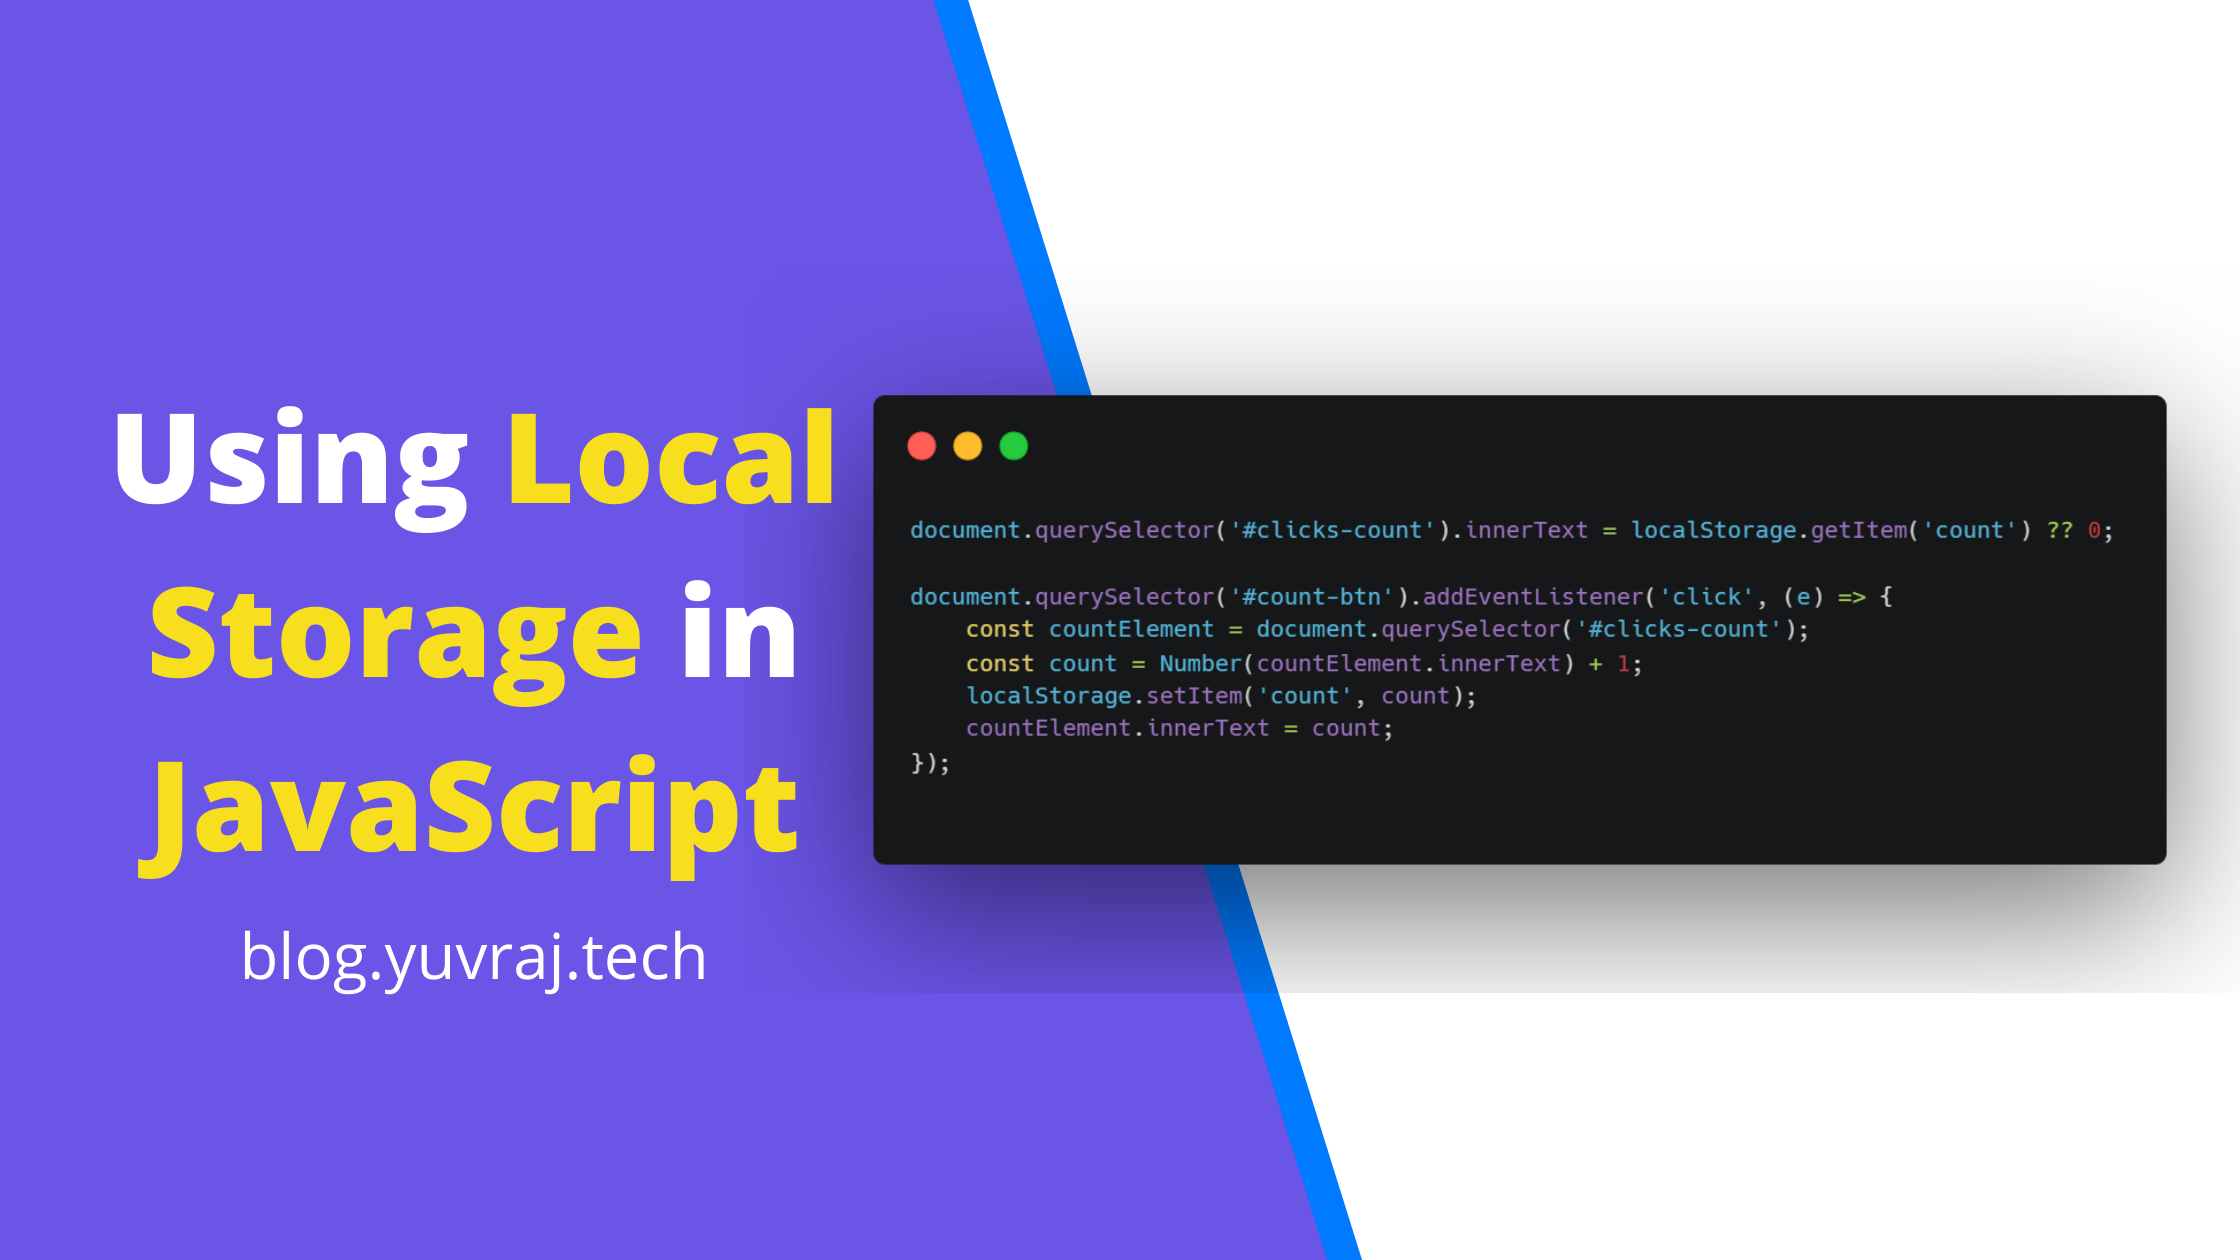 Using Local
Storage in
JavaScript
blog.yuvraj.tech
document.querySelector('#clicks-count').innerText = localStorage.getItem('count') ?? 0;
document.querySelector('#count-btn').addEventListener('click', (e) => {
    const countElement = document.querySelector('#clicks-count');
    const count = Number(countElement.innerText) + 1;
    localStorage.setItem('count', count);
    countElement.innerText = count;
});